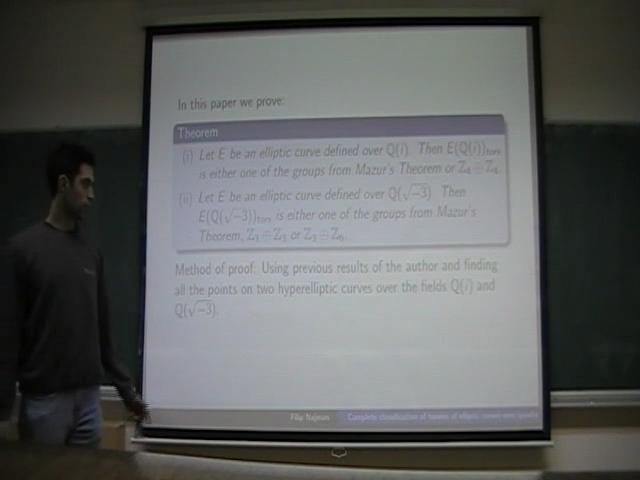 In this paper we prove:
Theorem
(i) Let E be an elliptic curve defined over Q(i). Then E(Q(i))tors
is either one of the groups from Mazur's Theorem or Z₄ ⊕ Z₄.
(ii) Let E be an elliptic curve defined over Q(√−3) Then
E(Q(√−3))tors is either one of the groups from Mazur's
Theorem, Z₃ ⊕ Z₃ or Z₃ ⊕ Z₆.
Method of proof: Using previous results of the author and finding
all the points on two hyperelliptic curves over the fields Q(i) and
Q(√−3).
Filip Najman Complete classification of torsion of elliptic curves over